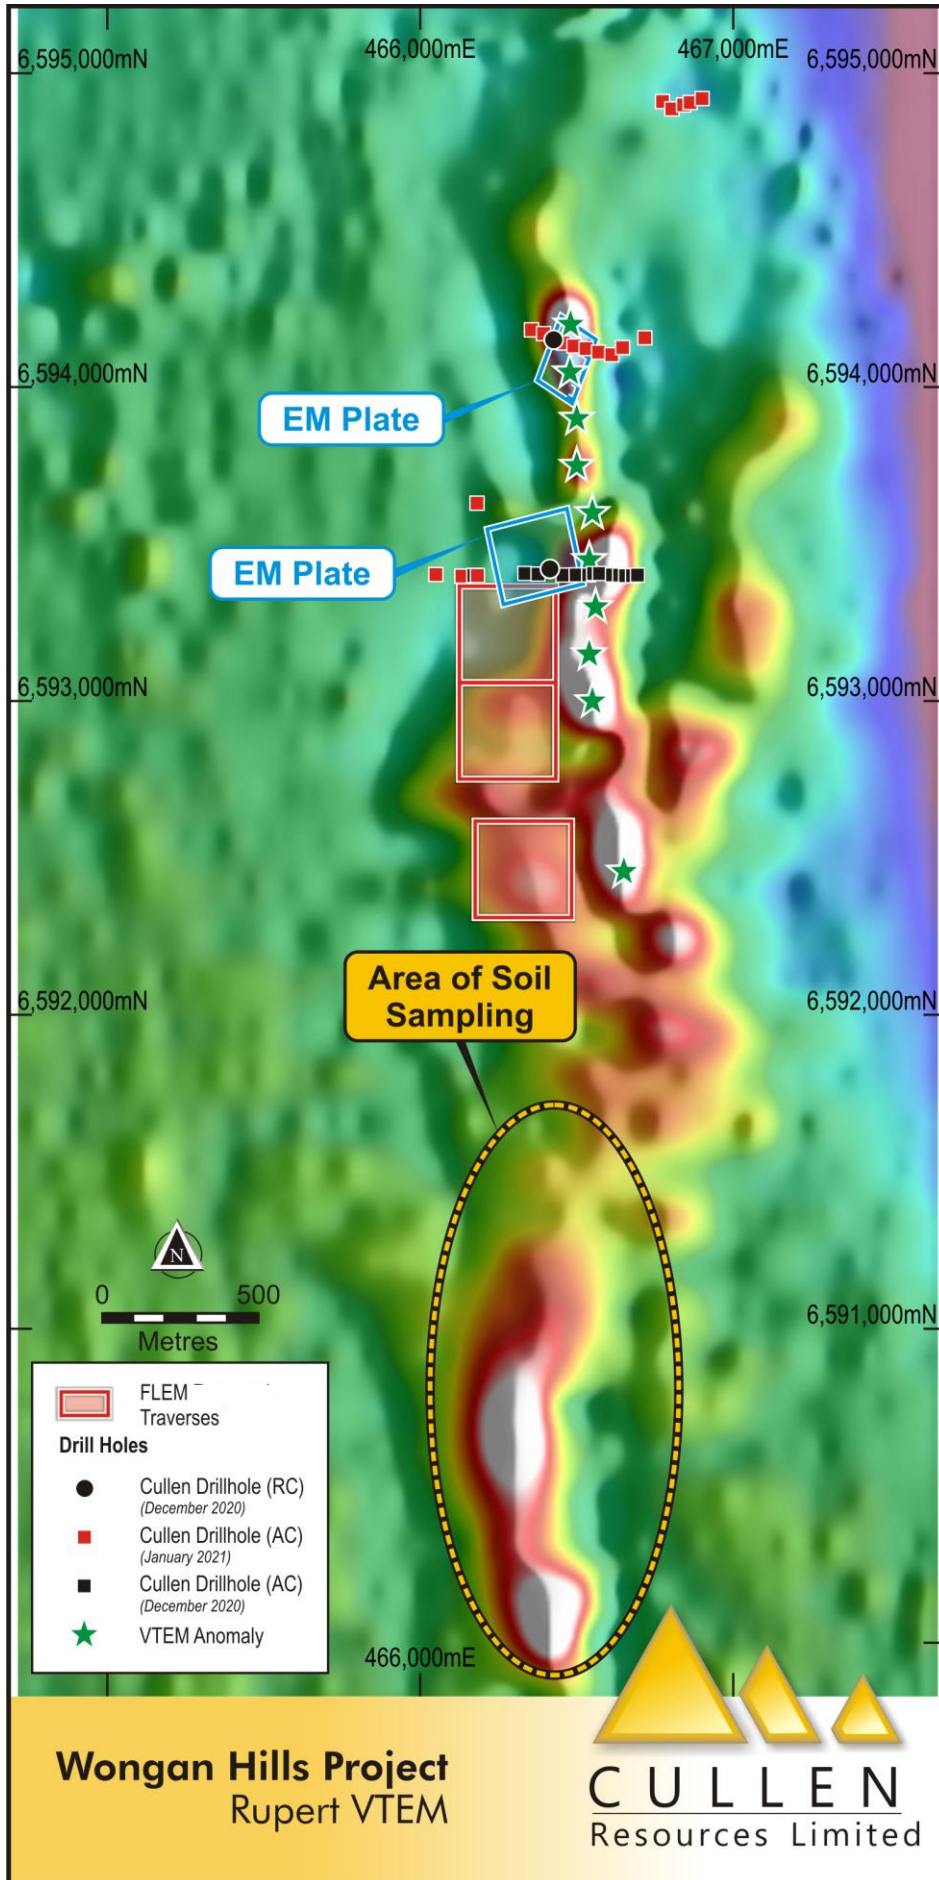 466,000mE 467,000mE
6,595,000mN 6,595,000mN
6,594,000mN 6,594,000mN
EM Plate
EM Plate
6,593,000mN 6,593,000mN
Area of Soil
Sampling
6,592,000mN 6,592,000mN
N
0 500
Metres
6,591,000mN
FLEM
Traverses
Drill Holes
Cullen Drillhole (RC)
(December 2020)
Cullen Drillhole (AC)
(January 2021)
Cullen Drillhole (AC)
(December 2020)
VTEM Anomaly
466,000mE
Wongan Hills Project
Rupert VTEM
CULLEN
Resources Limited